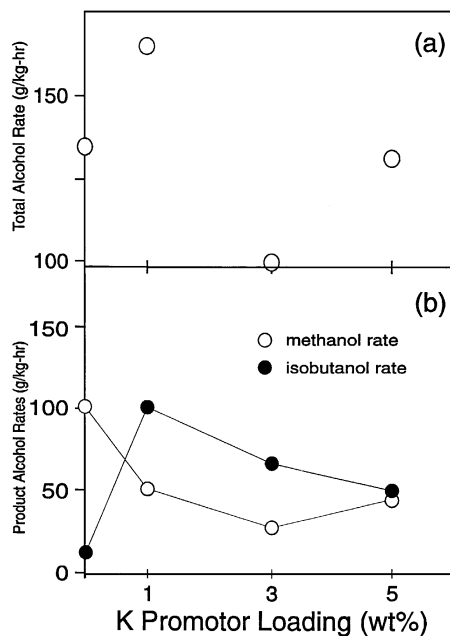 (a)
Total Alcohol Rate (g/kg-hr)
150
100
(b)
Product Alcohol Rates (g/kg-hr)
150
methanol rate
isobutanol rate
100
50
0
1 3 5
K Promotor Loading (wt%)